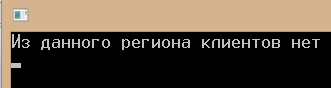 Из данного региона клиентов нет